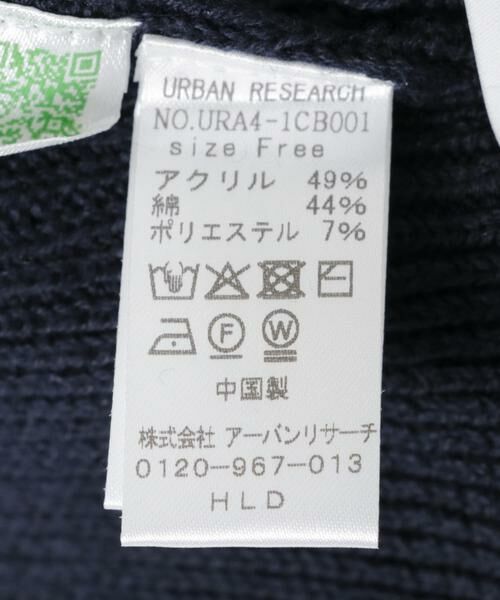 URBAN RESEARCH
NO.URA4-1CB001
size Free
アクリル 49%
綿 44%
ポリエステル 7%
F W
中国製
株式会社 アーバンリサーチ
0120-967-013
HLD